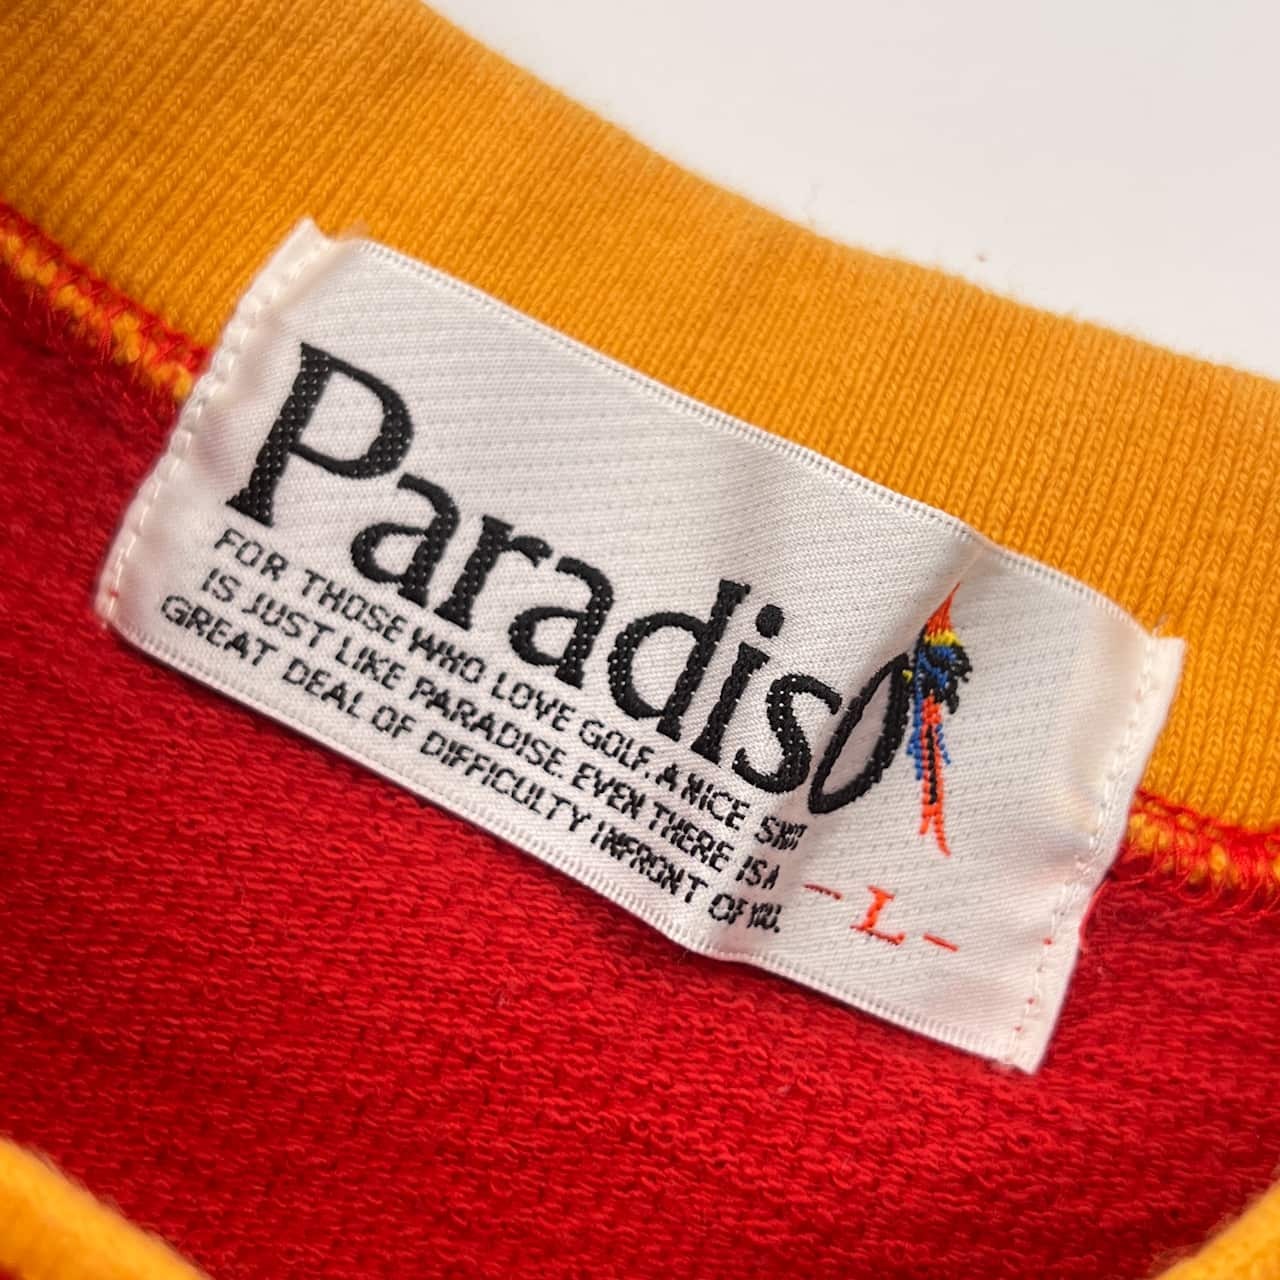 Paradiso
FOR THOSE WHO LOVE GOLF. A NICE SHOT
IS JUST LIKE PARADISE. EVEN THERE IS A
GREAT DEAL OF DIFFICULTY INFRONT OF YOU.
-L-